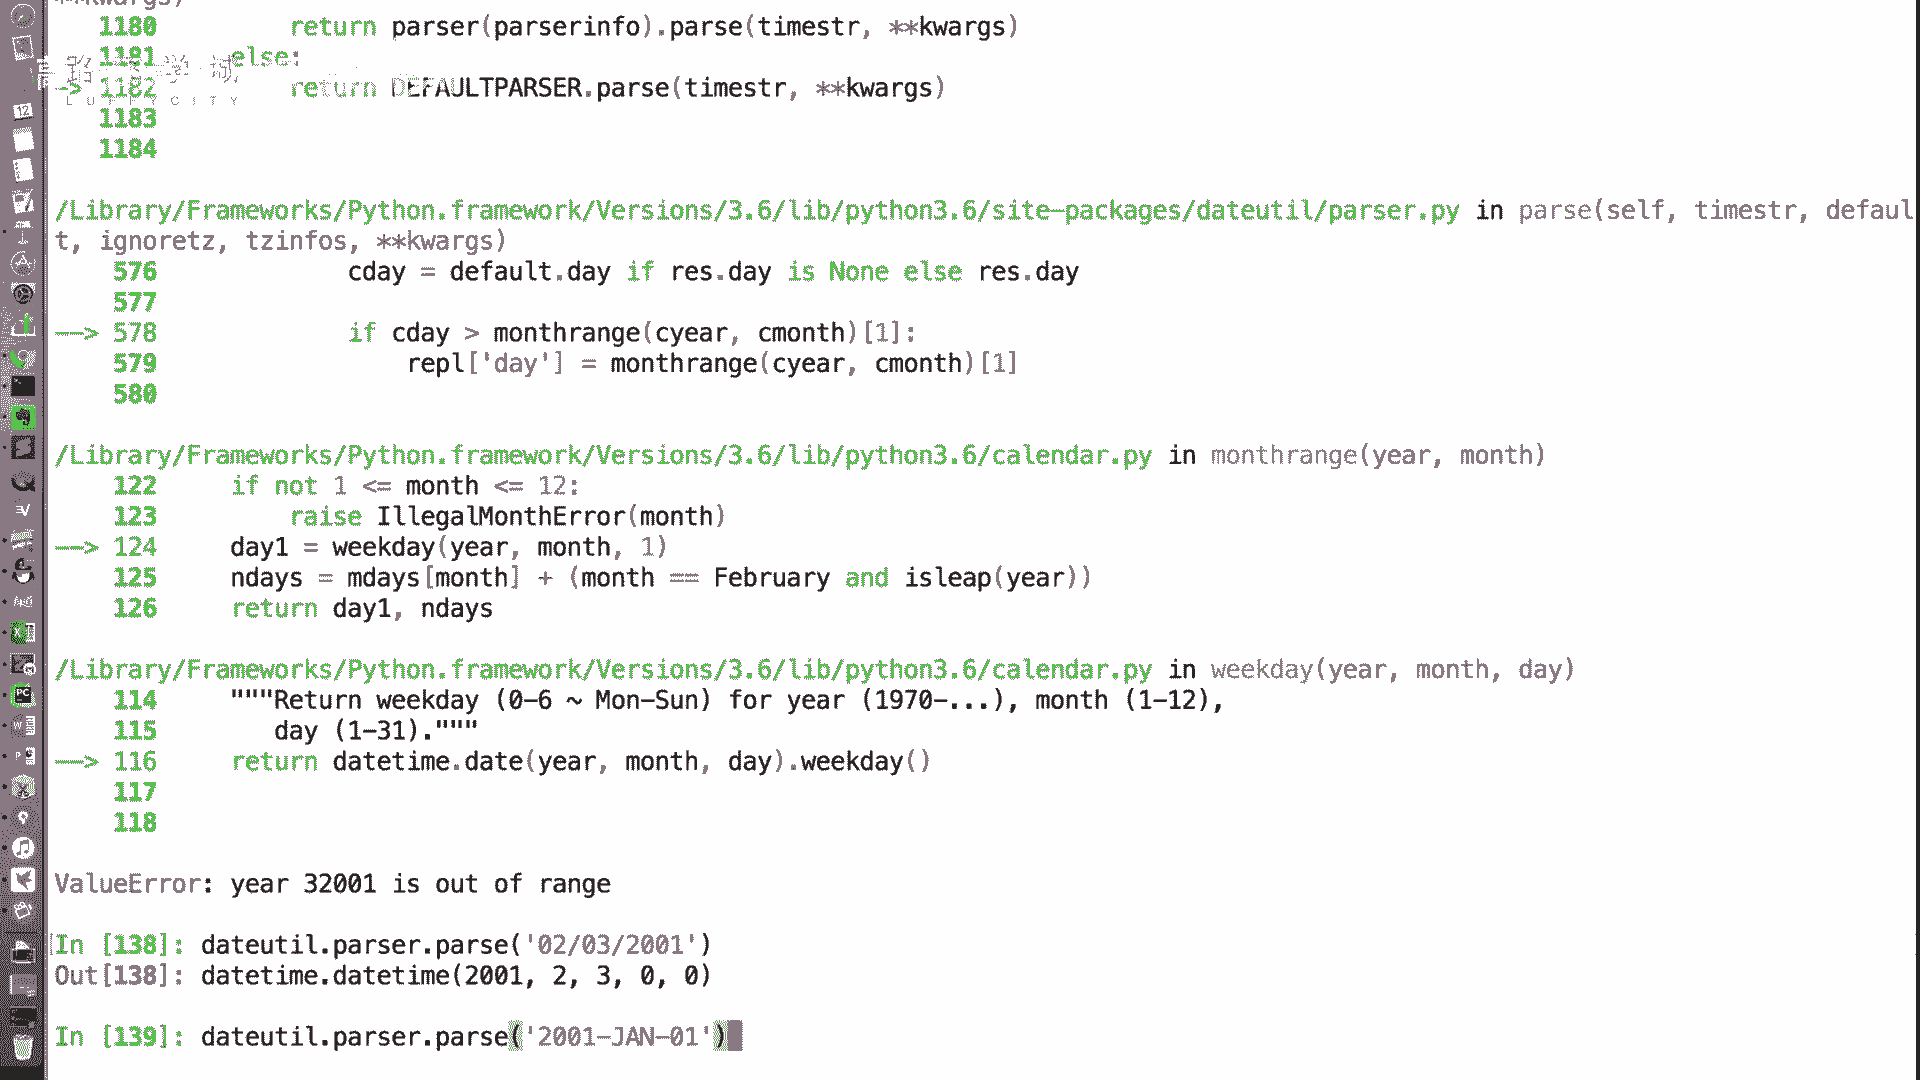 **kwargs)
1180         return parser(parserinfo).parse(timestr, **kwargs)
1181     else:
-> 1182         return DEFAULTPARSER.parse(timestr, **kwargs)
1183
1184
/Library/Frameworks/Python.framework/Versions/3.6/lib/python3.6/site-packages/dateutil/parser.py in parse(self, timestr, defaul
t, ignoretz, tzinfos, **kwargs)
576             cday = default.day if res.day is None else res.day
577
--> 578             if cday > monthrange(cyear, cmonth)[1]:
579                 repl['day'] = monthrange(cyear, cmonth)[1]
580
/Library/Frameworks/Python.framework/Versions/3.6/lib/python3.6/calendar.py in monthrange(year, month)
122     if not 1 <= month <= 12:
123         raise IllegalMonthError(month)
--> 124     day1 = weekday(year, month, 1)
125     ndays = mdays[month] + (month == February and isleap(year))
126     return day1, ndays
/Library/Frameworks/Python.framework/Versions/3.6/lib/python3.6/calendar.py in weekday(year, month, day)
114     """Return weekday (0-6 ~ Mon-Sun) for year (1970-...), month (1-12),
115        day (1-31)."""
--> 116     return datetime.date(year, month, day).weekday()
117
118
ValueError: year 32001 is out of range
In [138]: dateutil.parser.parse('02/03/2001')
Out[138]: datetime.datetime(2001, 2, 3, 0, 0)
In [139]: dateutil.parser.parse('2001-JAN-01')
LUFFYCITY
12
PC